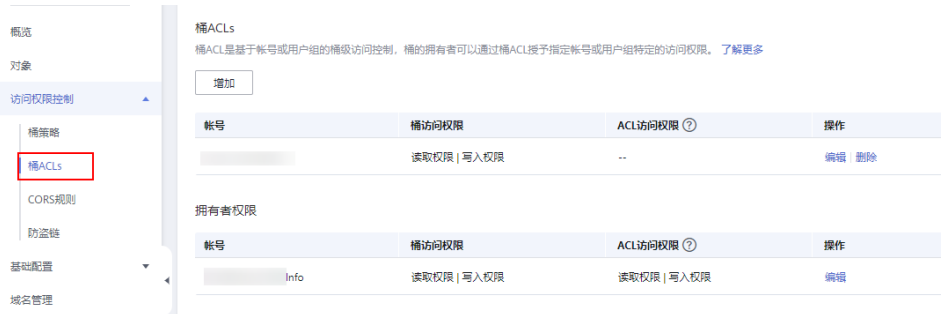 概览
对象
访问权限控制
桶策略
桶ACLs
CORS规则
防盗链
基础配置
域名管理
桶ACLs
桶ACL是基于帐号或用户组的桶级访问控制，桶的拥有者可以通过桶ACL授予指定帐号或用户组特定的访问权限。 了解更多
增加
帐号 桶访问权限 ACL访问权限 ? 操作
读取权限 | 写入权限 -- 编辑 | 删除
拥有者权限
帐号 桶访问权限 ACL访问权限 ? 操作
Info 读取权限 | 写入权限 读取权限 | 写入权限 编辑